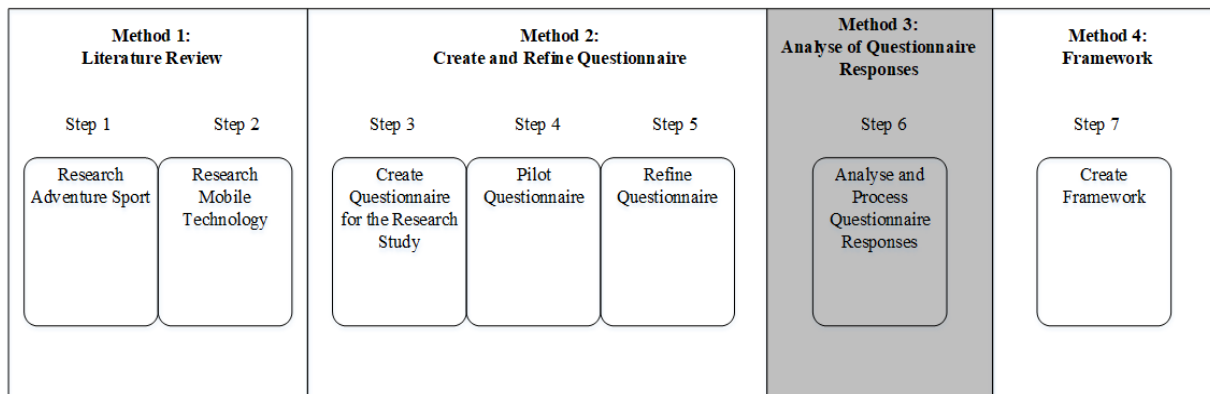 Method 1:
Literature Review
Step 1
Step 2
Research
Adventure Sport
Research
Mobile
Technology
Method 2:
Create and Refine Questionnaire
Step 3
Step 4
Step 5
Create
Questionnaire
for the Research
Study
Pilot
Questionnaire
Refine
Questionnaire
Method 3:
Analyse of Questionnaire
Responses
Step 6
Analyse and
Process
Questionnaire
Responses
Method 4:
Framework
Step 7
Create
Framework